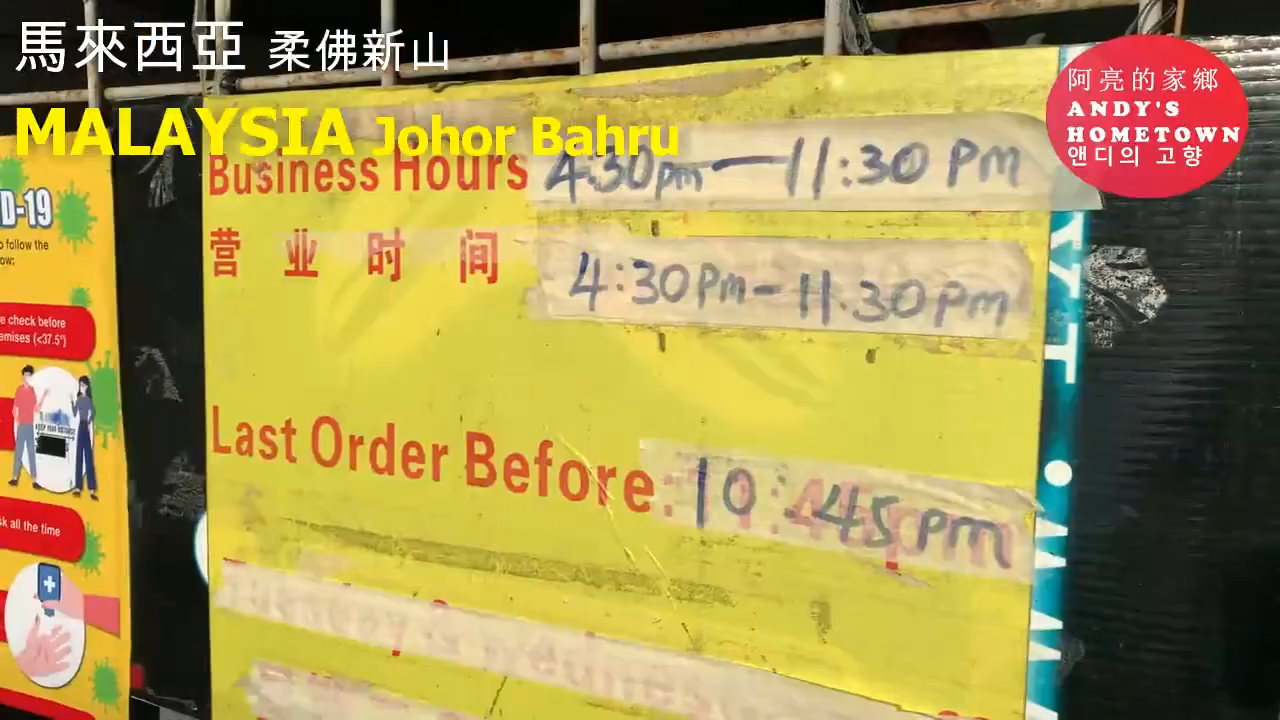 馬來西亞 柔佛新山
MALAYSIA Johor Bahru
阿亮的家鄉
ANDY'S
HOMETOWN
앤디의 고향
Business Hours 4:30pm — 11:30 Pm
营业时间 4:30Pm - 11.30pm
Last Order Before: 10:45pm
D-19
o follow the
ow:
e check before
emises (<37.5°)
sk all the time